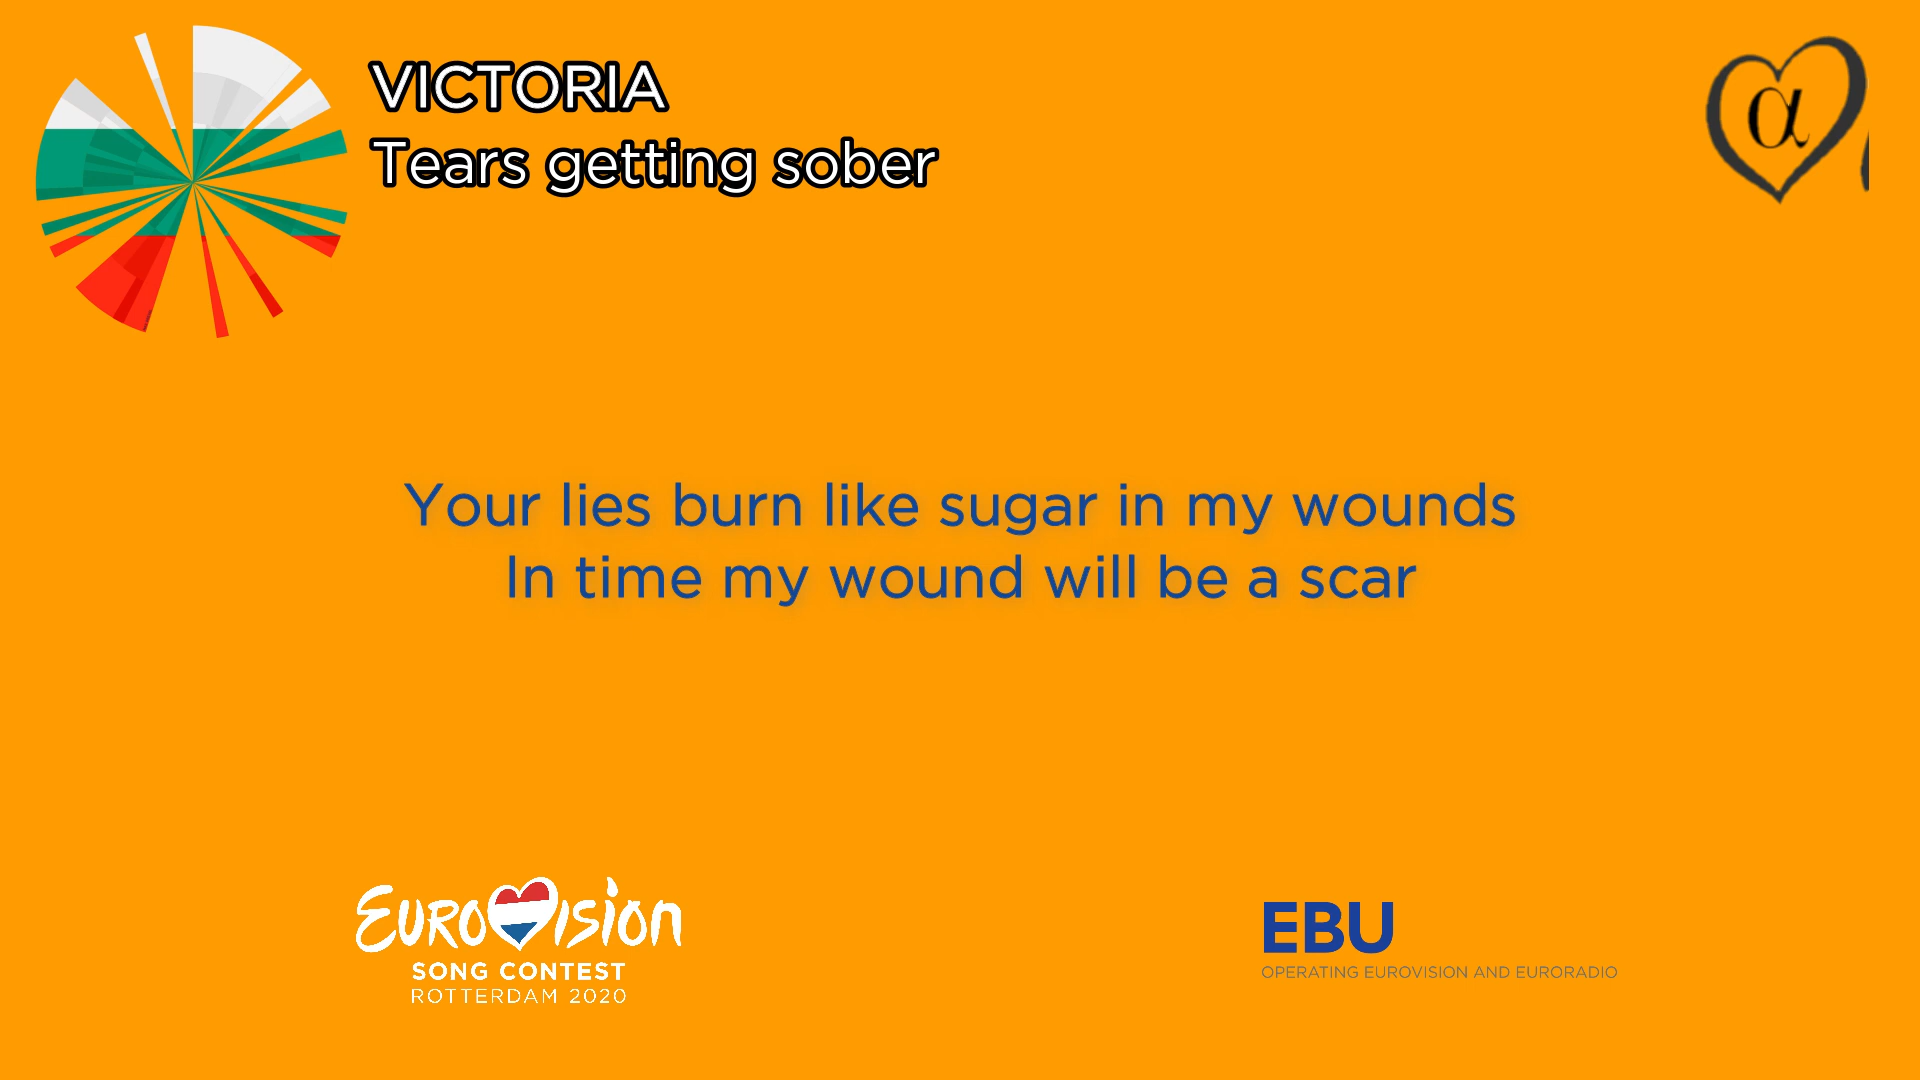 VICTORIA
Tears getting sober
α
Your lies burn like sugar in my wounds
In time my wound will be a scar
EUROVISION
SONG CONTEST
ROTTERDAM 2020
EBU
OPERATING EUROVISION AND EURORADIO